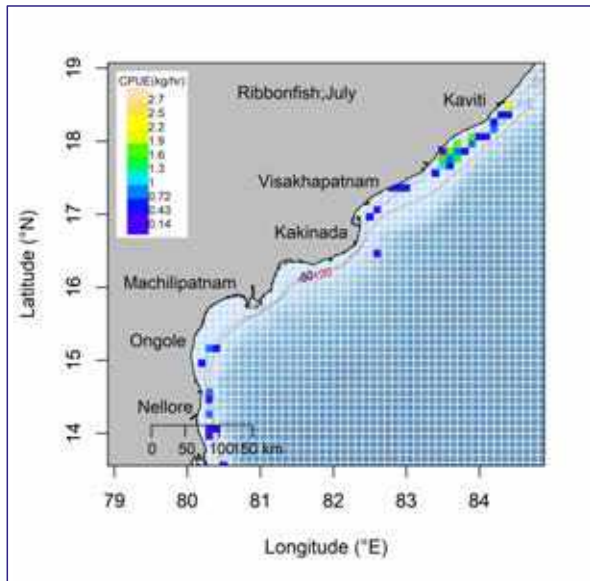 CPUE(kg/hr)
2.7
2.5
2.2
1.9
1.6
1.3
1
0.72
0.43
0.14
Ribbonfish;July
Kaviti
Visakhapatnam
Kakinada
Machilipatnam
Ongole
Nellore
-50
-100
0 50 100 150 km
19
18
17
16
15
14
Latitude (°N)
79 80 81 82 83 84
Longitude (°E)